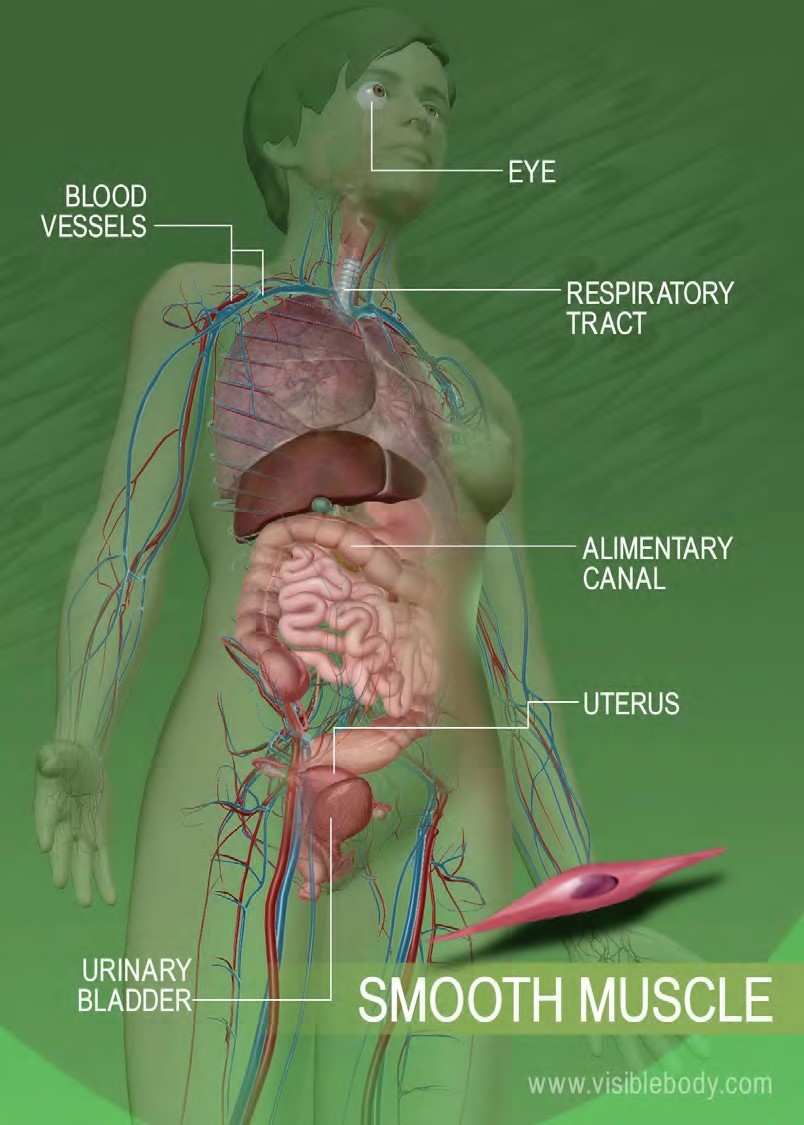 EYE
BLOOD
VESSELS
RESPIRATORY
TRACT
ALIMENTARY
CANAL
UTERUS
URINARY
BLADDER
SMOOTH MUSCLE
www.visiblebody.com